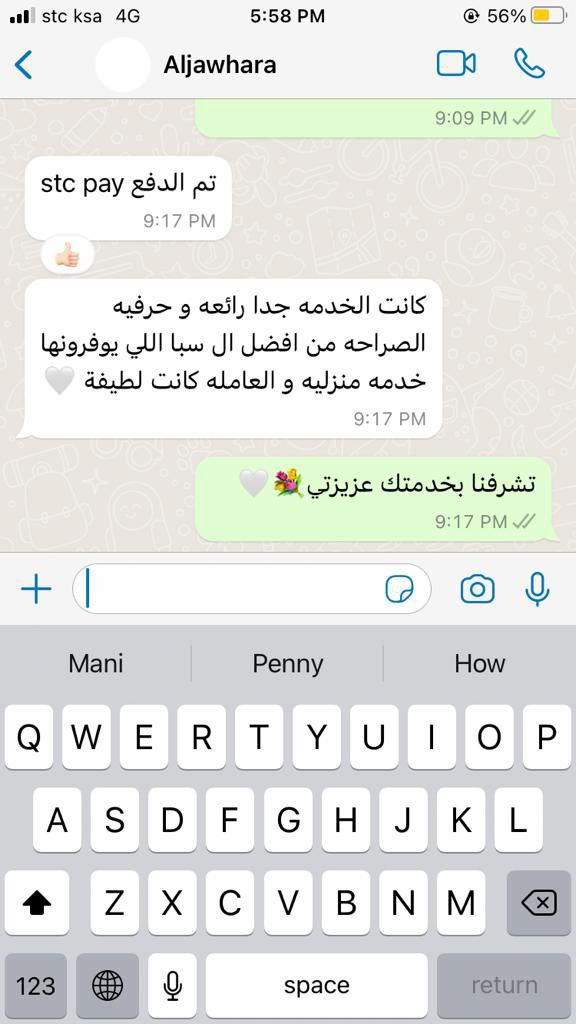 stc ksa 4G 5:58 PM 56%
Aljawhara
9:09 PM
تم الدفع stc pay
9:17 PM
كانت الخدمه جدا رائعه و حرفيه
الصراحه من افضل ال سبا اللي يوفرونها
خدمه منزليه و العامله كانت لطيفة 🤍
9:17 PM
تشرفنا بخدمتك عزيزتي💐🤍
9:17 PM
Mani Penny How
Q W E R T Y U I O P
A S D F G H J K L
Z X C V B N M
123 space return